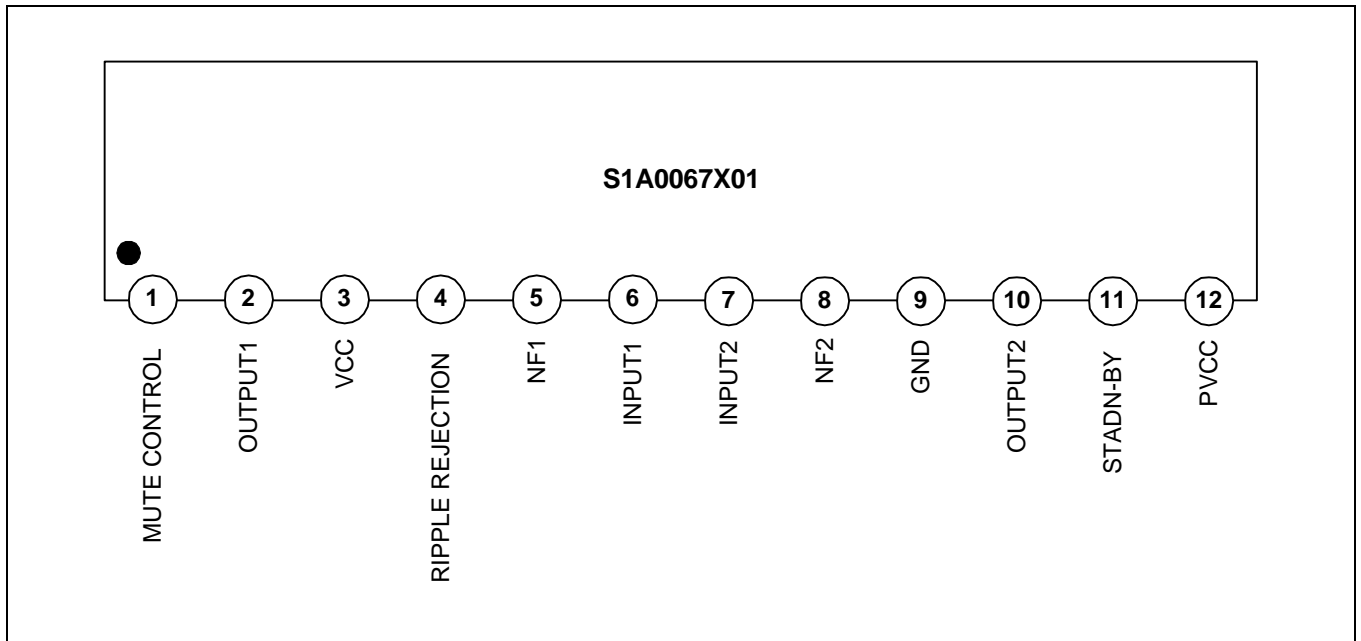 S1A0067X01
1 2 3 4 5 6 7 8 9 10 11 12
MUTE CONTROL
OUTPUT1
VCC
RIPPLE REJECTION
NF1
INPUT1
INPUT2
NF2
GND
OUTPUT2
STADN-BY
PVCC